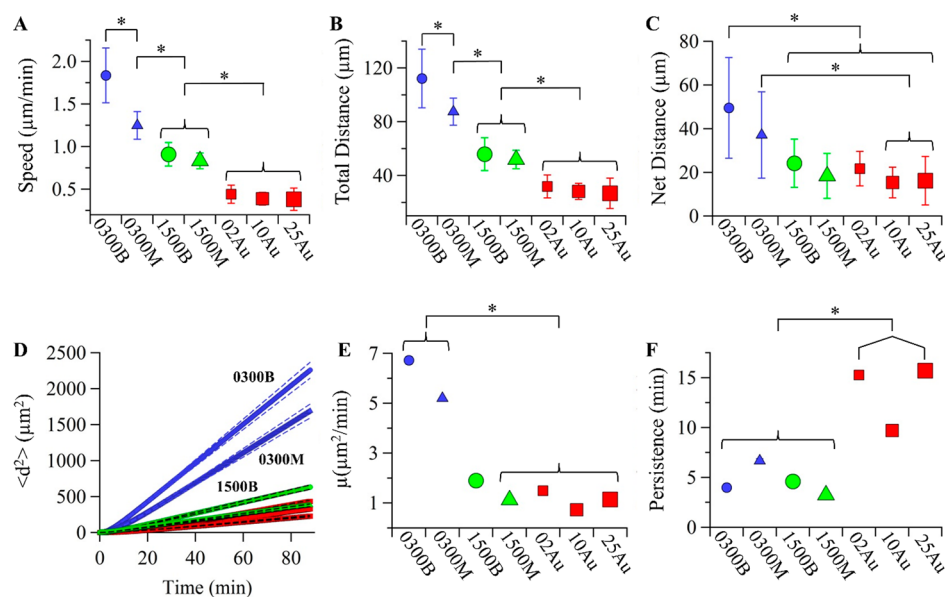 A
*
*
*
Speed (μm/min)
2.0
1.5
1.0
0.5
0300B
0300M
1500B
1500M
02Au
10Au
25Au
B
*
*
*
Total Distance (μm)
120
80
40
0300B
0300M
1500B
1500M
02Au
10Au
25Au
C
*
*
Net Distance (μm)
80
60
40
20
0
0300B
0300M
1500B
1500M
02Au
10Au
25Au
D
<d²> (μm²)
2500
2000
1500
1000
500
0
0300B
0300M
1500B
0 20 40 60 80
Time (min)
E
*
μ(μm²/min)
7
5
3
1
0300B
0300M
1500B
1500M
02Au
10Au
25Au
F
*
Persistence (min)
15
10
5
0
0300B
0300M
1500B
1500M
02Au
10Au
25Au